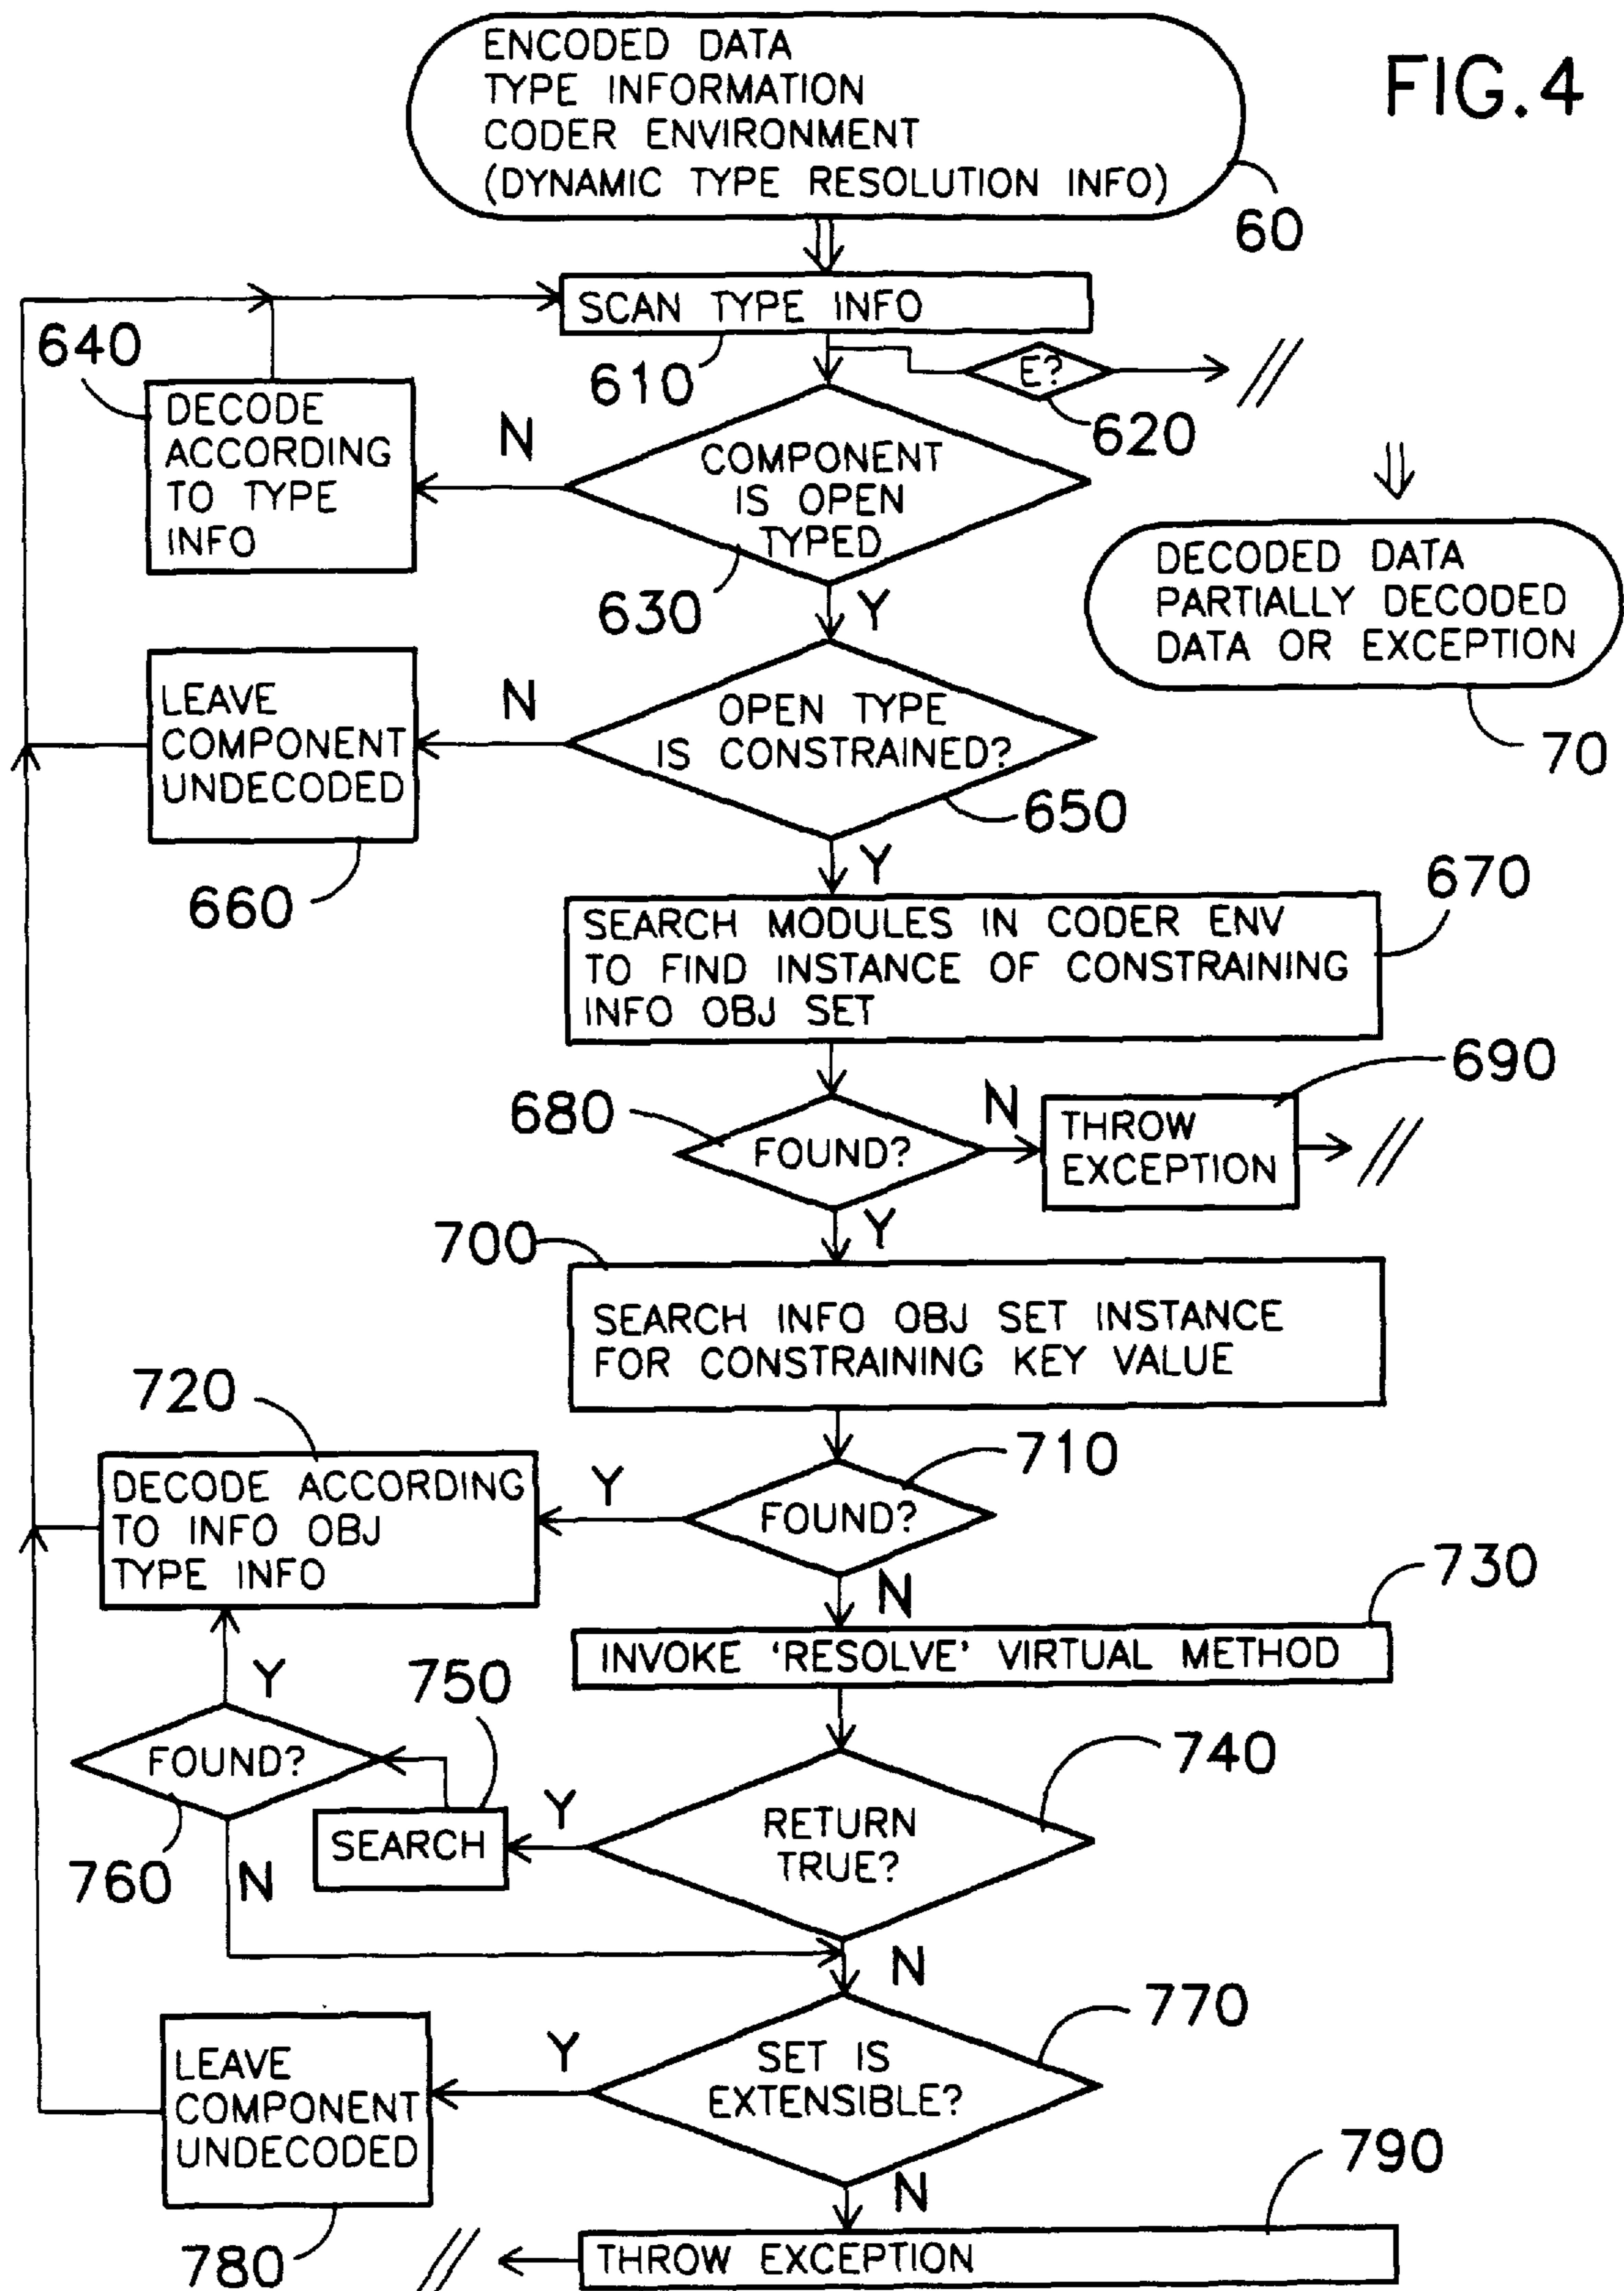 ENCODED DATA
TYPE INFORMATION
CODER ENVIRONMENT
(DYNAMIC TYPE RESOLUTION INFO)
FIG.4
60
SCAN TYPE INFO
610
E?
620
640
DECODE
ACCORDING
TO TYPE
INFO
N
COMPONENT
IS OPEN
TYPED
630
Y
DECODED DATA
PARTIALLY DECODED
DATA OR EXCEPTION
70
LEAVE
COMPONENT
UNDECODED
660
N
OPEN TYPE
IS CONSTRAINED?
650
Y
670
SEARCH MODULES IN CODER ENV
TO FIND INSTANCE OF CONSTRAINING
INFO OBJ SET
680
FOUND?
N
690
THROW
EXCEPTION
Y
700
SEARCH INFO OBJ SET INSTANCE
FOR CONSTRAINING KEY VALUE
720
DECODE ACCORDING
TO INFO OBJ
TYPE INFO
Y
710
FOUND?
N
730
INVOKE ‘RESOLVE’ VIRTUAL METHOD
Y
750
FOUND?
760
N
SEARCH
Y
740
RETURN
TRUE?
N
770
SET IS
EXTENSIBLE?
Y
LEAVE
COMPONENT
UNDECODED
780
N
790
THROW EXCEPTION